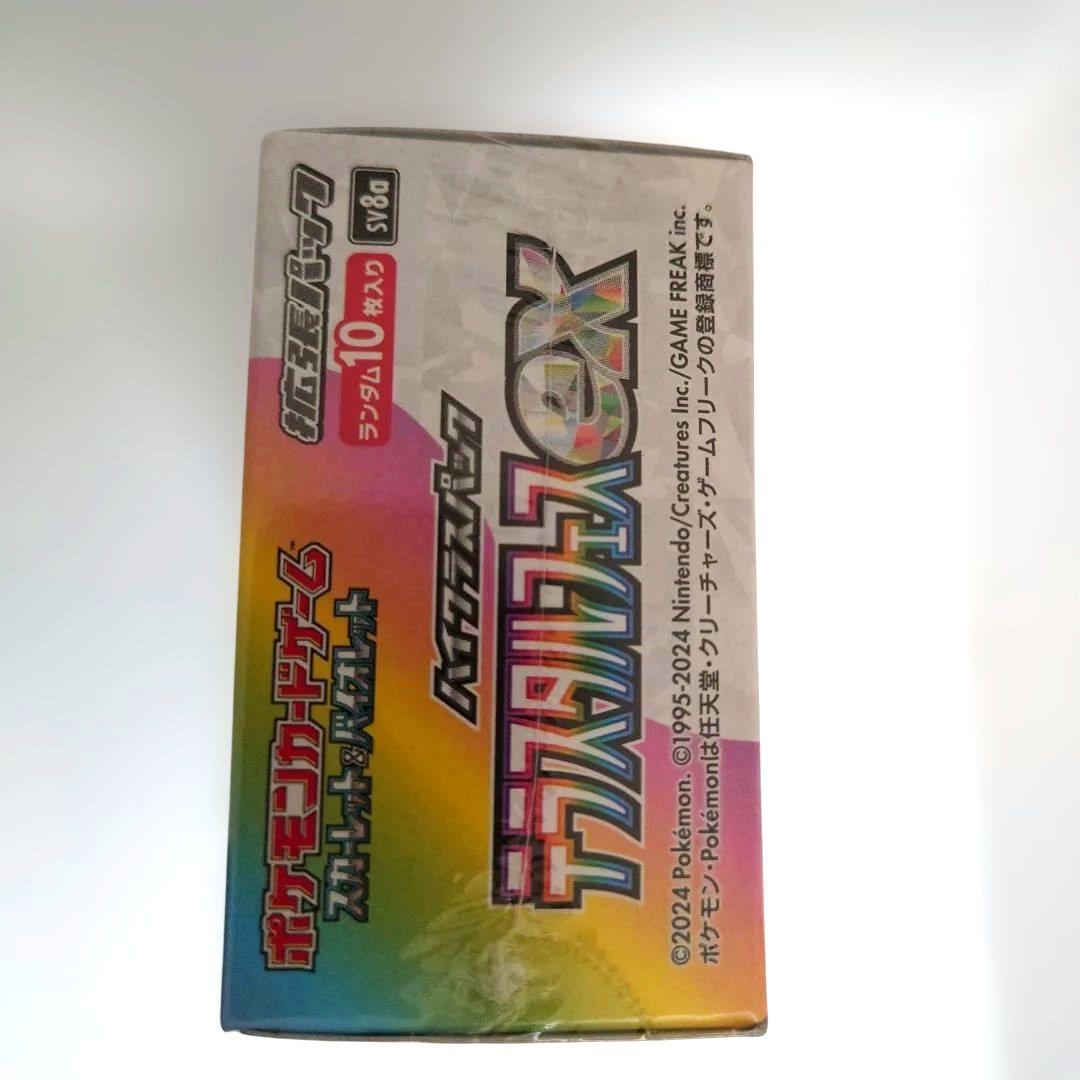 ポケモンカードゲーム™
スカーレット&バイオレット
拡張パック
ランダム10枚入り
SV8a
ハイクラスパック
テラスタルフェスex
©2024 Pokémon. ©1995-2024 Nintendo/Creatures Inc./GAME FREAK inc.
ポケモン・Pokémonは任天堂・クリーチャーズ・ゲームフリークの登録商標です。